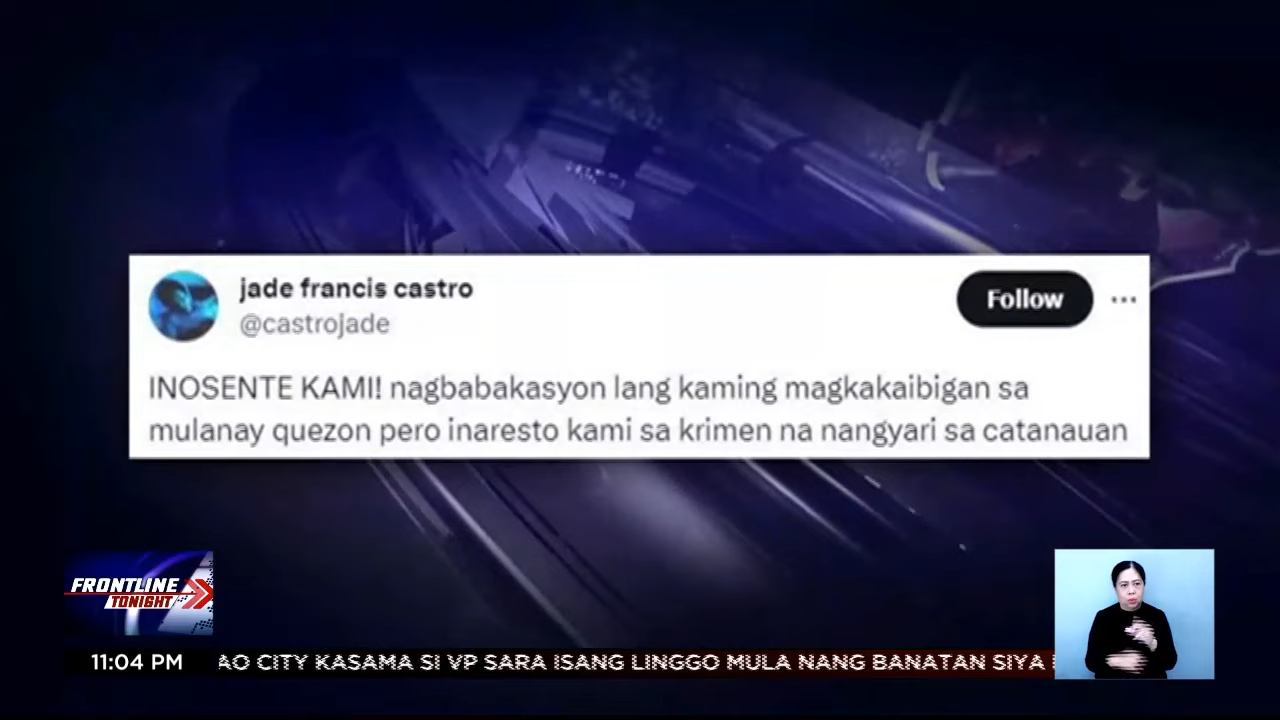 jade francis castro
@castrojade
Follow
INOSENTE KAMI! nagbabakasyon lang kaming magkakaibigan sa
mulanay quezon pero inaresto kami sa krimen na nangyari sa catanauan
FRONTLINE
TONIGHT
11:04 PM
AO CITY KASAMA SI VP SARA ISANG LINGGO MULA NANG BANATAN SIYA